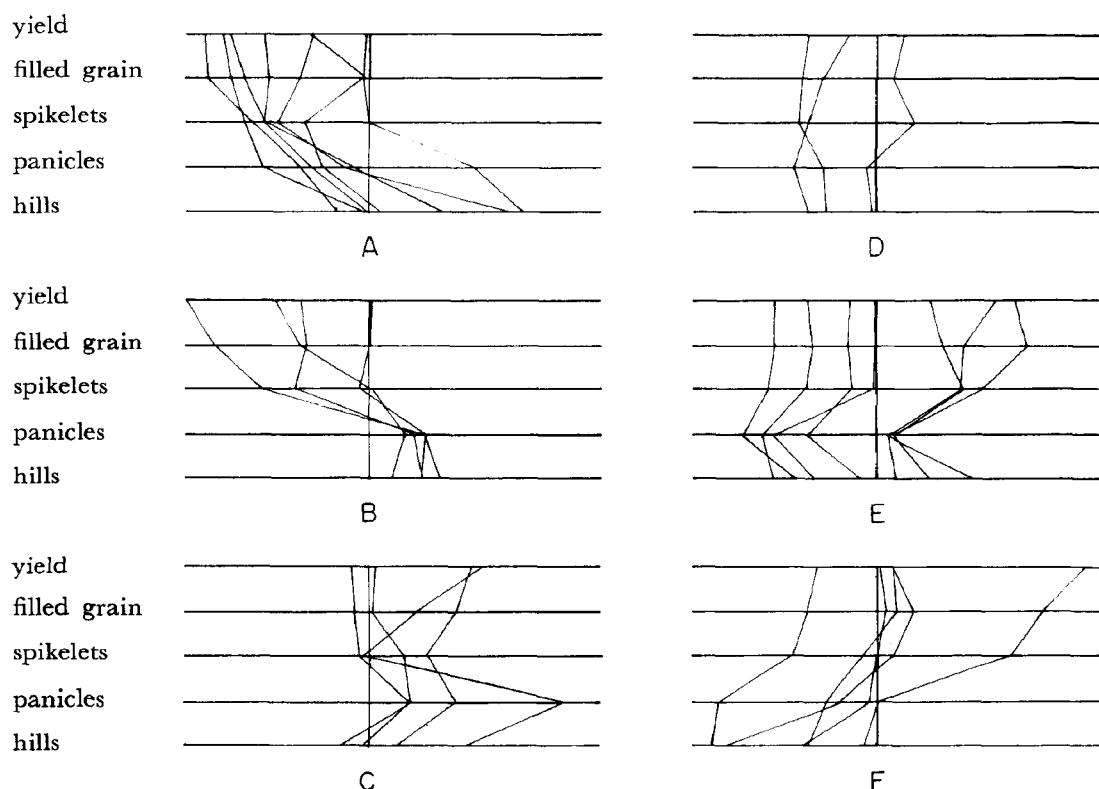 yield
filled grain
spikelets
panicles
hills
A
D
yield
filled grain
spikelets
panicles
hills
B
E
yield
filled grain
spikelets
panicles
hills
C
F